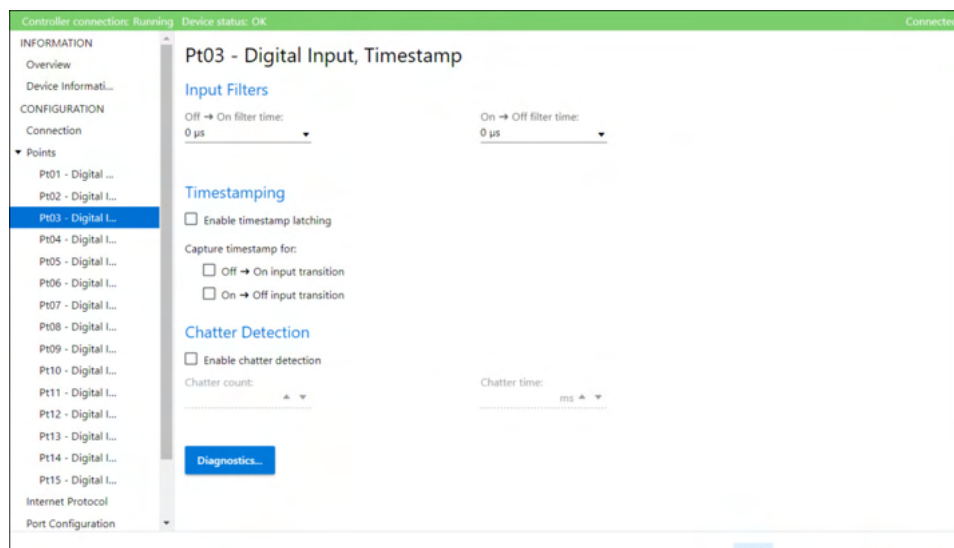 Controller connection: Running Device status: OK Connected
INFORMATION
Overview
Device Informati...
CONFIGURATION
Connection
Points
Pt01 - Digital ...
Pt02 - Digital I...
Pt03 - Digital I...
Pt04 - Digital I...
Pt05 - Digital I...
Pt06 - Digital I...
Pt07 - Digital I...
Pt08 - Digital I...
Pt09 - Digital I...
Pt10 - Digital I...
Pt11 - Digital I...
Pt12 - Digital I...
Pt13 - Digital I...
Pt14 - Digital I...
Pt15 - Digital I...
Internet Protocol
Port Configuration
Pt03 - Digital Input, Timestamp
Input Filters
Off → On filter time: On → Off filter time:
0 µs 0 µs
Timestamping
Enable timestamp latching
Capture timestamp for:
Off → On input transition
On → Off input transition
Chatter Detection
Enable chatter detection
Chatter count: Chatter time:
ms
Diagnostics...